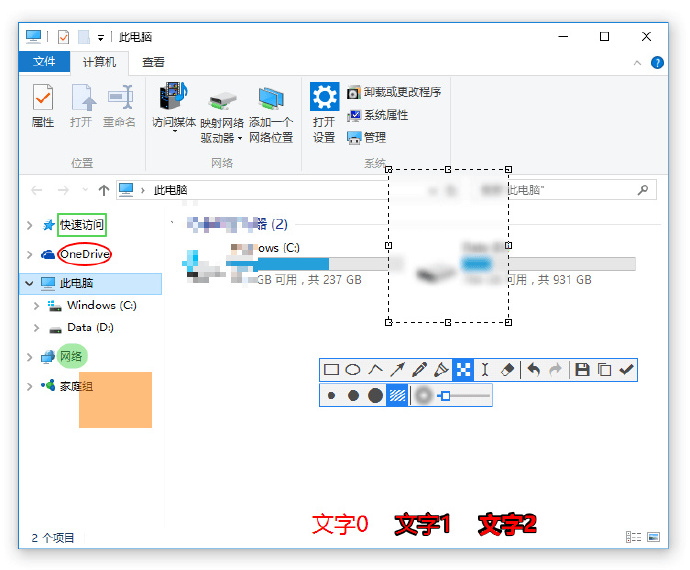 此电脑
文件 计算机 查看
属性 打开 重命名 访问媒体 映射网络驱动器 添加一个网络位置 打开设置 卸载或更改程序
系统属性
管理
位置 网络 系统
此电脑 此电脑"
快速访问
器 (2)
OneDrive
ows (C:)
此电脑
GB 可用，共 237 GB
可用，共 931 GB
Windows (C:)
Data (D:)
网络
家庭组
文字0 文字1 文字2
2 个项目